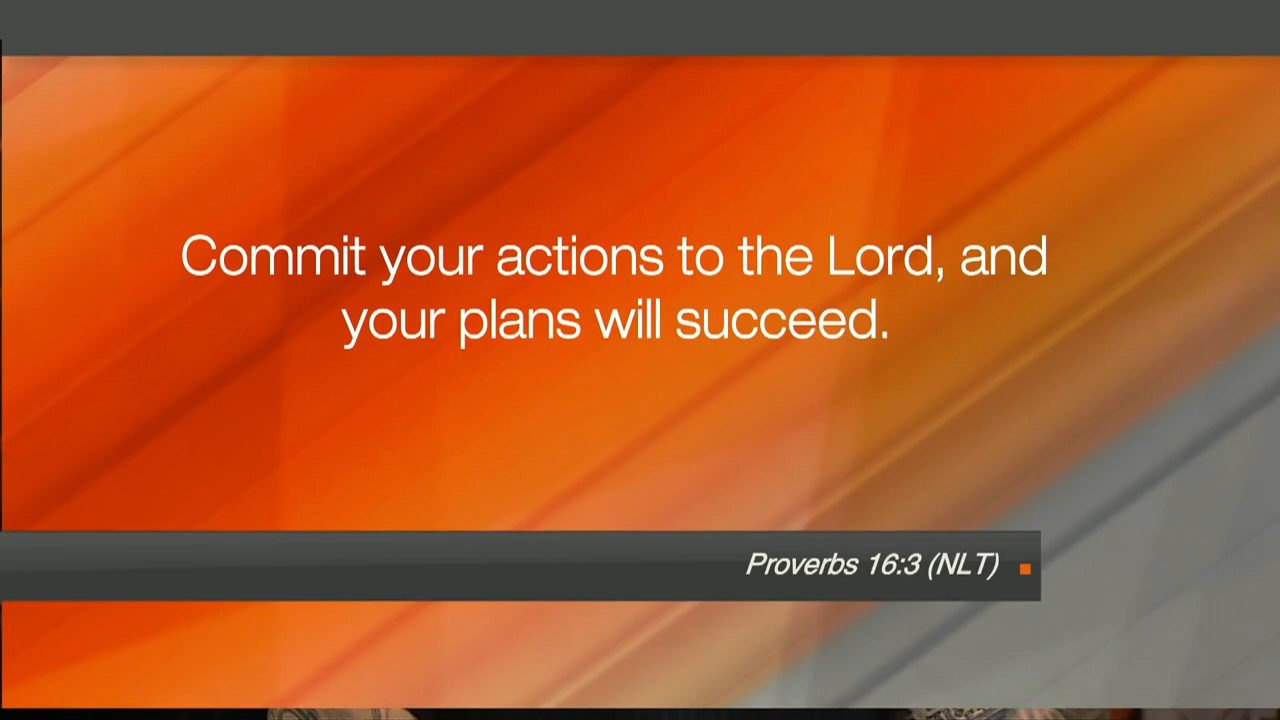 Commit your actions to the Lord, and
your plans will succeed.
Proverbs 16:3 (NLT)